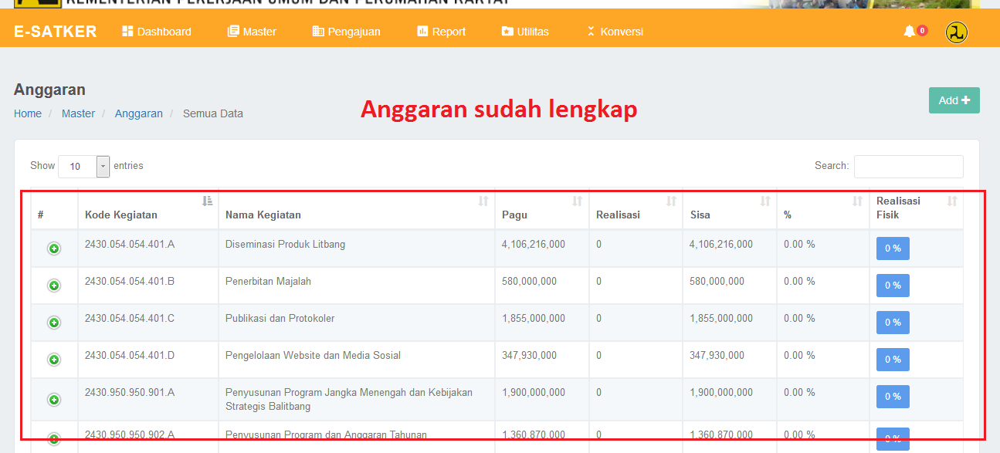 KEMENTERIAN PEKERJAAN UMUM DAN PERUMAHAN RAKYAT
E-SATKER Dashboard Master Pengajuan Report Utilitas Konversi 0
Anggaran
Home / Master / Anggaran / Semua Data
Anggaran sudah lengkap
Add +
Show 10 entries Search:
# Kode Kegiatan Nama Kegiatan Pagu Realisasi Sisa % Realisasi Fisik
2430.054.054.401.A Diseminasi Produk Litbang 4,106,216,000 0 4,106,216,000 0.00 % 0 %
2430.054.054.401.B Penerbitan Majalah 580,000,000 0 580,000,000 0.00 % 0 %
2430.054.054.401.C Publikasi dan Protokoler 1,855,000,000 0 1,855,000,000 0.00 % 0 %
2430.054.054.401.D Pengelolaan Website dan Media Sosial 347,930,000 0 347,930,000 0.00 % 0 %
2430.950.950.901.A Penyusunan Program Jangka Menengah dan Kebijakan 1,900,000,000 0 1,900,000,000 0.00 % 0 %
Strategis Balitbang
2430.950.950.902.A Penyusunan Program dan Anggaran Tahunan 1,360,870,000 0 1,360,870,000 0.00 % 0 %